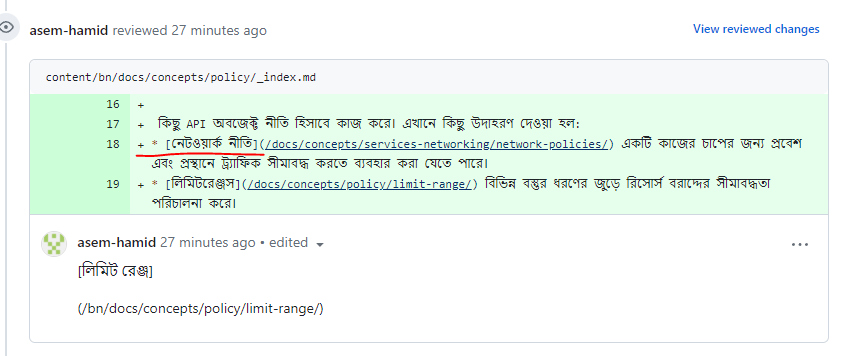 asem-hamid reviewed 27 minutes ago View reviewed changes
content/bn/docs/concepts/policy/_index.md
16 +
17 + কিছু API অবজেক্ট নীতি হিসাবে কাজ করে। এখানে কিছু উদাহরণ দেওয়া হল:
18 + * [নেটওয়ার্ক নীতি](/docs/concepts/services-networking/network-policies/) একটি কাজের চাপের জন্য প্রবেশ
এবং প্রস্থানে ট্র্যাফিক সীমাবদ্ধ করতে ব্যবহার করা যেতে পারে।
19 + * [লিমিটরেঞ্জস](/docs/concepts/policy/limit-range/) বিভিন্ন বস্তুর ধরণের জুড়ে রিসোর্স বরাদ্দের সীমাবদ্ধতা
পরিচালনা করে।
asem-hamid 27 minutes ago • edited
[লিমিট রেঞ্জ]
(/bn/docs/concepts/policy/limit-range/)